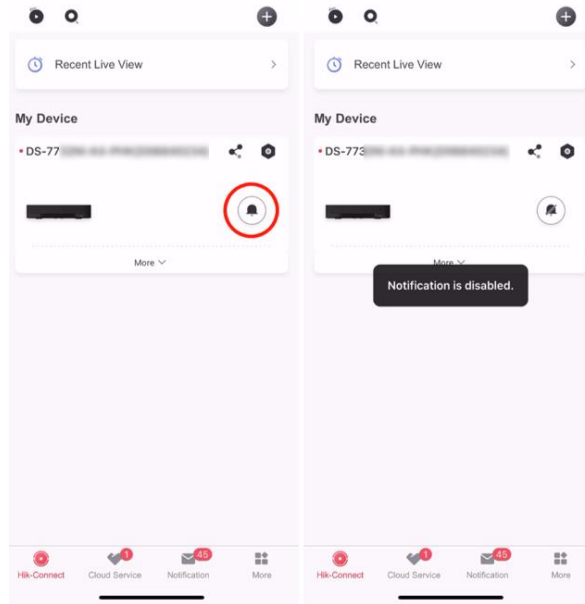 Recent Live View
My Device
DS-77
More
Hik-Connect
1
Cloud Service
45
Notification
More
Recent Live View
My Device
DS-773
More
Notification is disabled.
Hik-Connect
1
Cloud Service
45
Notification
More